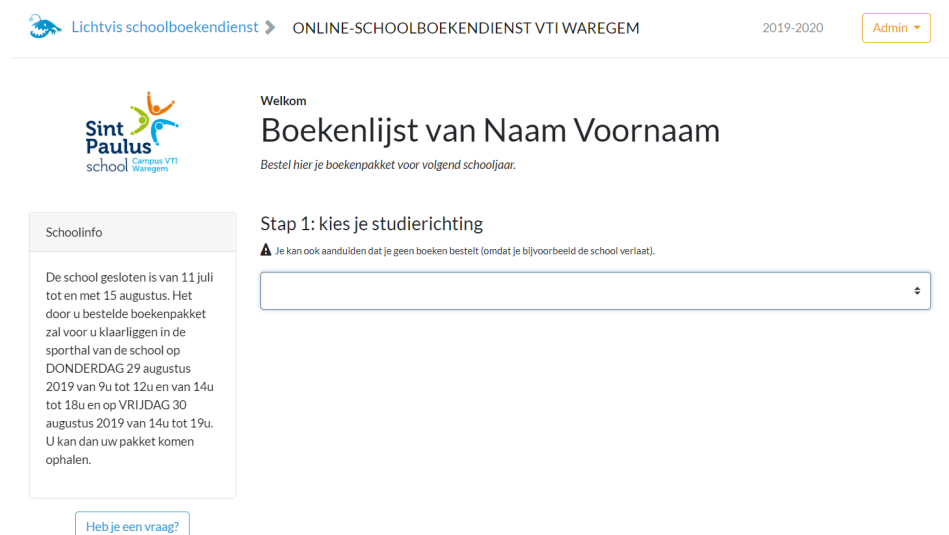 Lichtvis schoolboekendienst ONLINE-SCHOOLBOEKENDIENST VTI WAREGEM 2019-2020 Admin
Sint
Paulus
school Campus VTI
Waregem
Welkom
Boekenlijst van Naam Voornaam
Bestel hier je boekenpakket voor volgend schooljaar.
Schoolinfo
De school gesloten is van 11 juli
tot en met 15 augustus. Het
door u bestelde boekenpakket
zal voor u klaarliggen in de
sporthal van de school op
DONDERDAG 29 augustus
2019 van 9u tot 12u en van 14u
tot 18u en op VRIJDAG 30
augustus 2019 van 14u tot 19u.
U kan dan uw pakket komen
ophalen.
Heb je een vraag?
Stap 1: kies je studierichting
Je kan ook aanduiden dat je geen boeken bestelt (omdat je bijvoorbeeld de school verlaat).